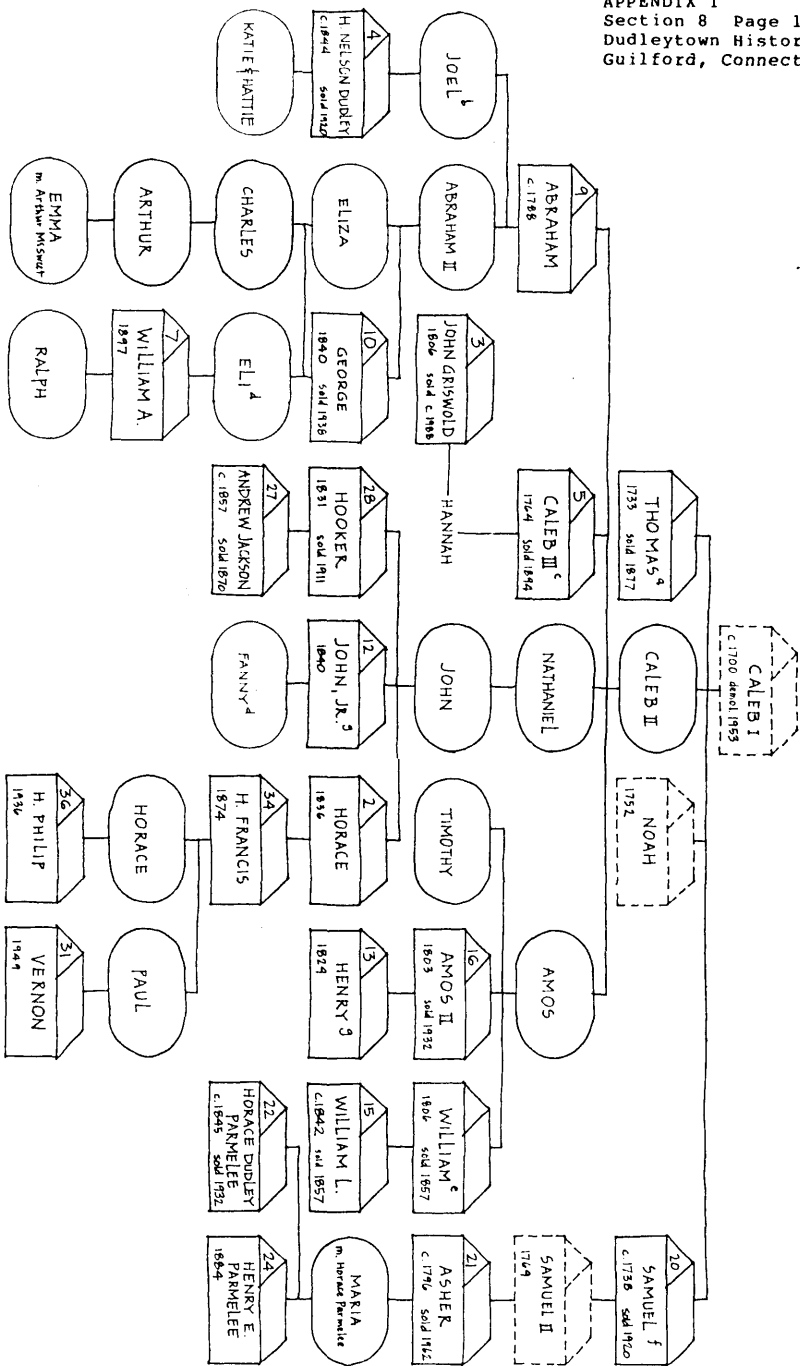 APPENDIX I
Section 8 Page 1
Dudleytown Histor
Guilford, Connect
CALEB I
c.1700 demol. 1953
THOMAS a
1733 sold 1877
CALEB II
NOAH
1752
20
SAMUEL f
c.1738 sold 1920
9
ABRAHAM
c.1788
5
CALEB III c
1764 sold 1894
NATHANIEL
AMOS
SAMUEL II
1769
JOEL b
ABRAHAM II
3
JOHN GRISWOLD
1806 sold c.1988
HANNAH
JOHN
TIMOTHY
16
AMOS II
1803 sold 1932
WILLIAM e
1806 sold 1857
21
ASHER
c.1796 sold 1962
4
H. NELSON DUDLEY
c.1844 sold 1920
ELIZA
10
GEORGE
1840 sold 1938
28
HOOKER
1831 sold 1911
12
JOHN, JR. g
1840
2
HORACE
1836
13
HENRY g
1824
15
WILLIAM L.
c.1842 sold 1857
MARIA
m. Horace Parmelee
KATIE & HATTIE
CHARLES
ELI d
27
ANDREW JACKSON
c.1857 sold 1870
FANNY d
34
H. FRANCIS
1874
22
HORACE DUDLEY
PARMELEE
c.1845 sold 1932
24
HENRY E.
PARMELEE
1884
ARTHUR
7
WILLIAM A.
1897
HORACE
PAUL
EMMA
m. Arthur
RALPH
36
H. PHILIP
1936
31
VERNON
1949